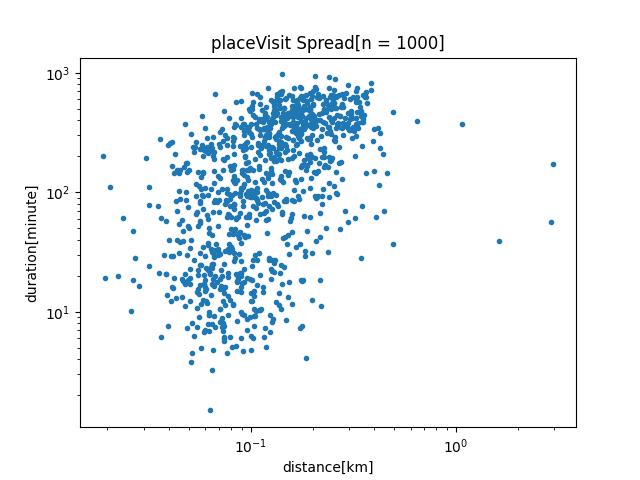 placeVisit Spread[n = 1000]
duration[minute]
10³
10²
10¹
10⁻¹
10⁰
distance[km]